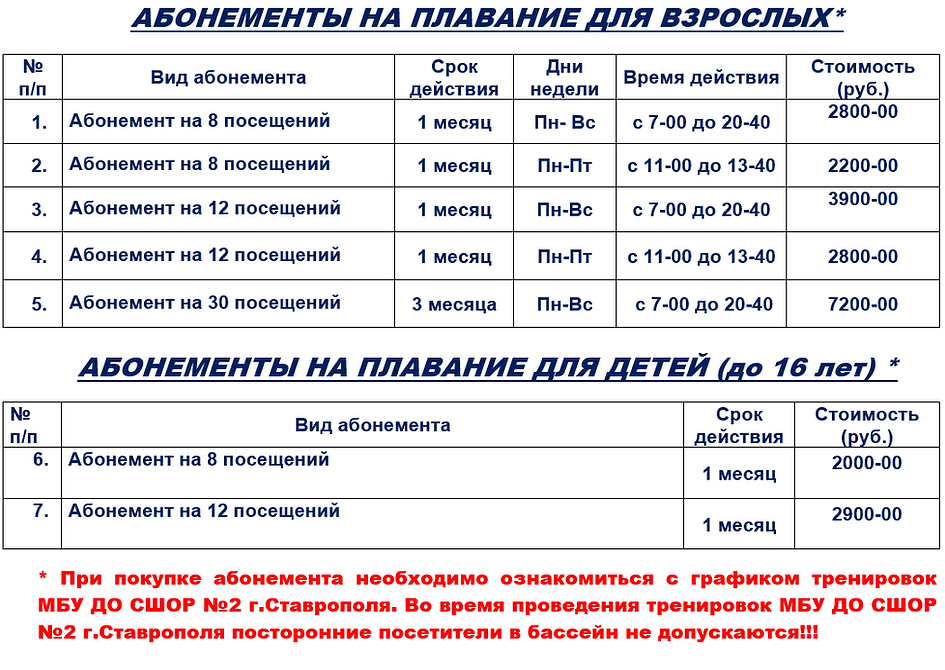 АБОНЕМЕНТЫ НА ПЛАВАНИЕ ДЛЯ ВЗРОСЛЫХ*
№ п/п Вид абонемента Срок действия Дни недели Время действия Стоимость (руб.)
1. Абонемент на 8 посещений 1 месяц Пн- Вс с 7-00 до 20-40 2800-00
2. Абонемент на 8 посещений 1 месяц Пн-Пт с 11-00 до 13-40 2200-00
3. Абонемент на 12 посещений 1 месяц Пн-Вс с 7-00 до 20-40 3900-00
4. Абонемент на 12 посещений 1 месяц Пн-Пт с 11-00 до 13-40 2800-00
5. Абонемент на 30 посещений 3 месяца Пн-Вс с 7-00 до 20-40 7200-00
АБОНЕМЕНТЫ НА ПЛАВАНИЕ ДЛЯ ДЕТЕЙ (до 16 лет) *
№ п/п Вид абонемента Срок действия Стоимость (руб.)
6. Абонемент на 8 посещений 1 месяц 2000-00
7. Абонемент на 12 посещений 1 месяц 2900-00
* При покупке абонемента необходимо ознакомиться с графиком тренировок
МБУ ДО СШОР №2 г.Ставрополя. Во время проведения тренировок МБУ ДО СШОР
№2 г.Ставрополя посторонние посетители в бассейн не допускаются!!!